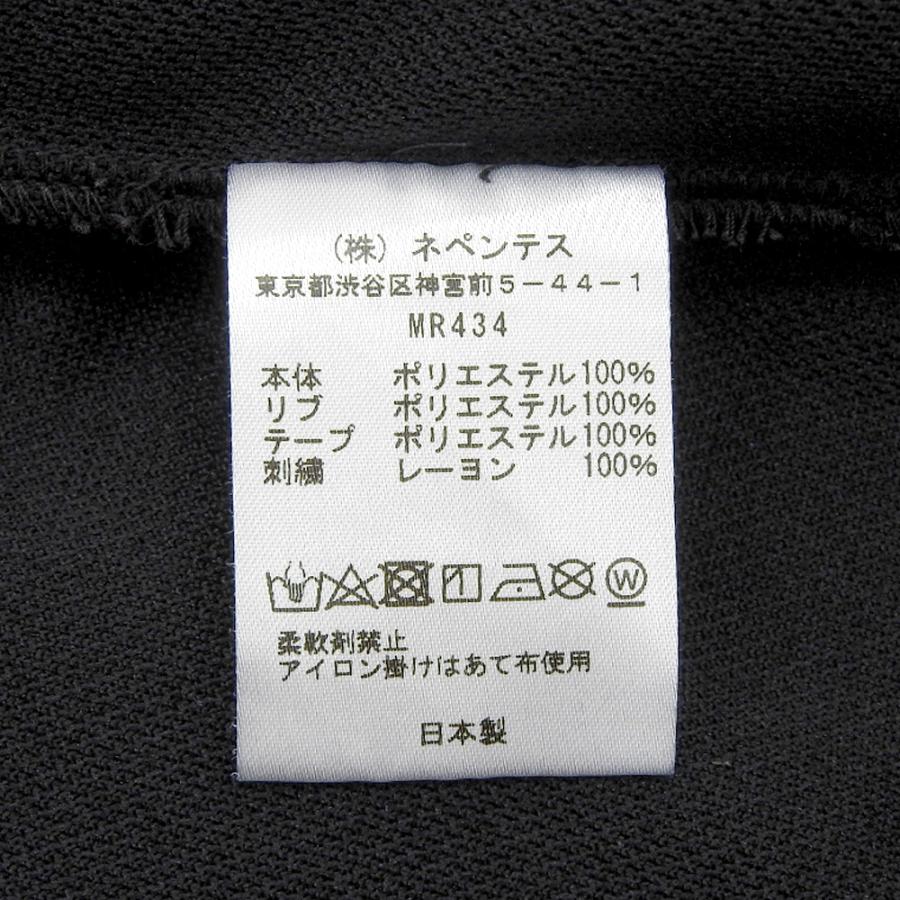 (株) ネペンテス
東京都渋谷区神宮前5-44-1
MR434
本体 ポリエステル100%
リブ ポリエステル100%
テープ ポリエステル100%
刺繍 レーヨン 100%
W
柔軟剤禁止
アイロン掛けはあて布使用
日本製